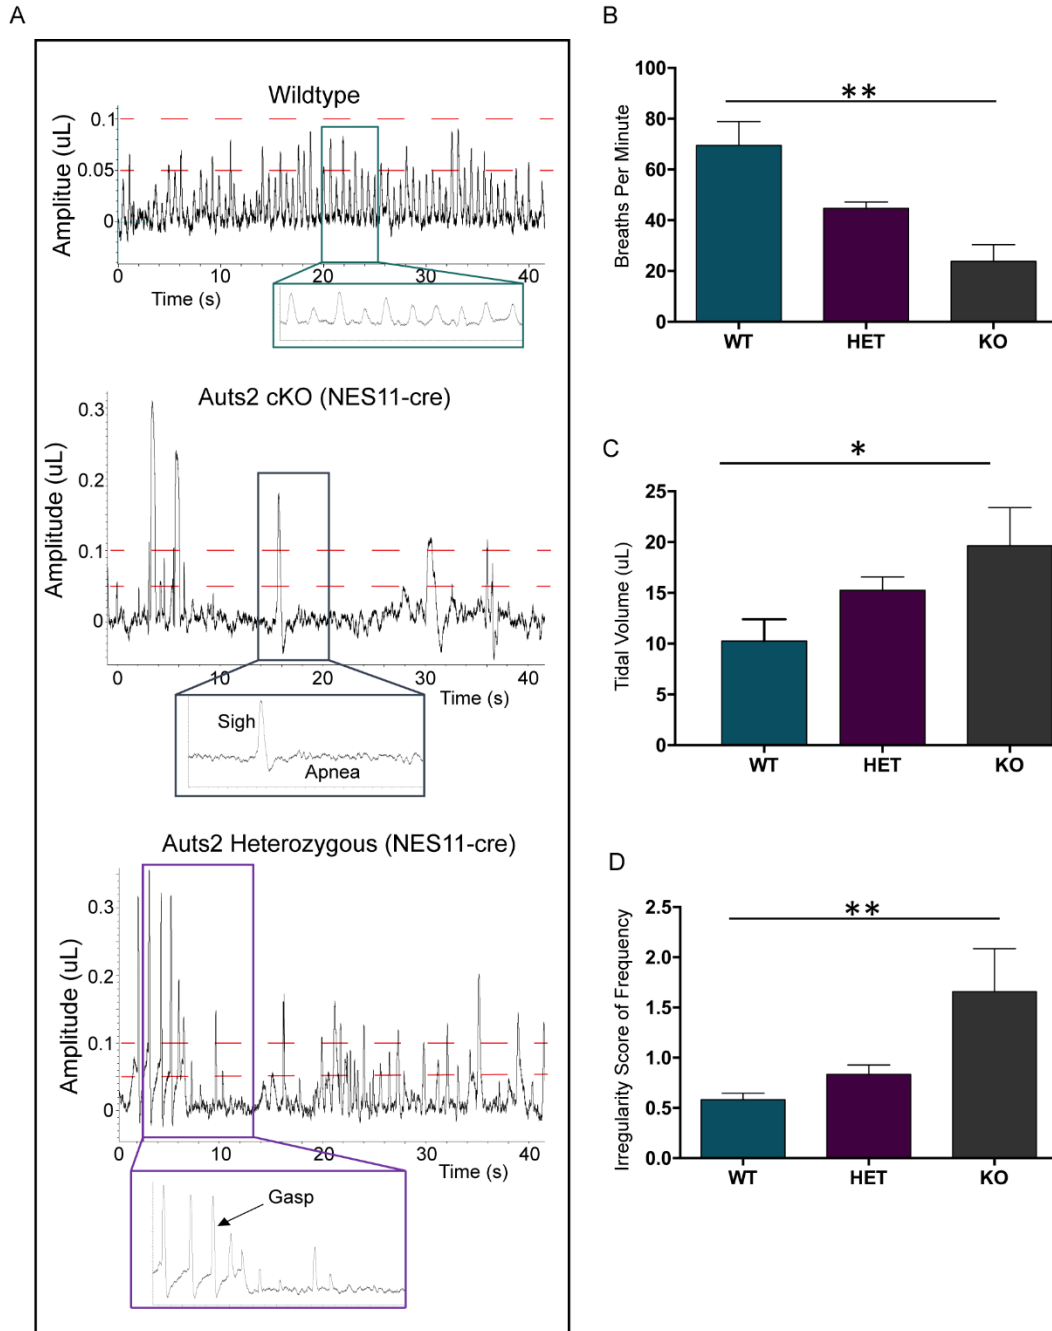 A
Wildtype
Amplitue (uL)
0.1
0.05
0
0 10 20 30 40
Time (s)
Auts2 cKO (NES11-cre)
Amplitude (uL)
0.3
0.2
0.1
0
0 10 20 30 40
Time (s)
Sigh
Apnea
Auts2 Heterozygous (NES11-cre)
Amplitude (uL)
0.3
0.2
0.1
0
0 10 20 30 40
Time (s)
Gasp
B
**
Breaths Per Minute
100
80
60
40
20
0
WT HET KO
C
*
Tidal Volume (uL)
25
20
15
10
5
0
WT HET KO
D
**
Irregularity Score of Frequency
2.5
2.0
1.5
1.0
0.5
0.0
WT HET KO